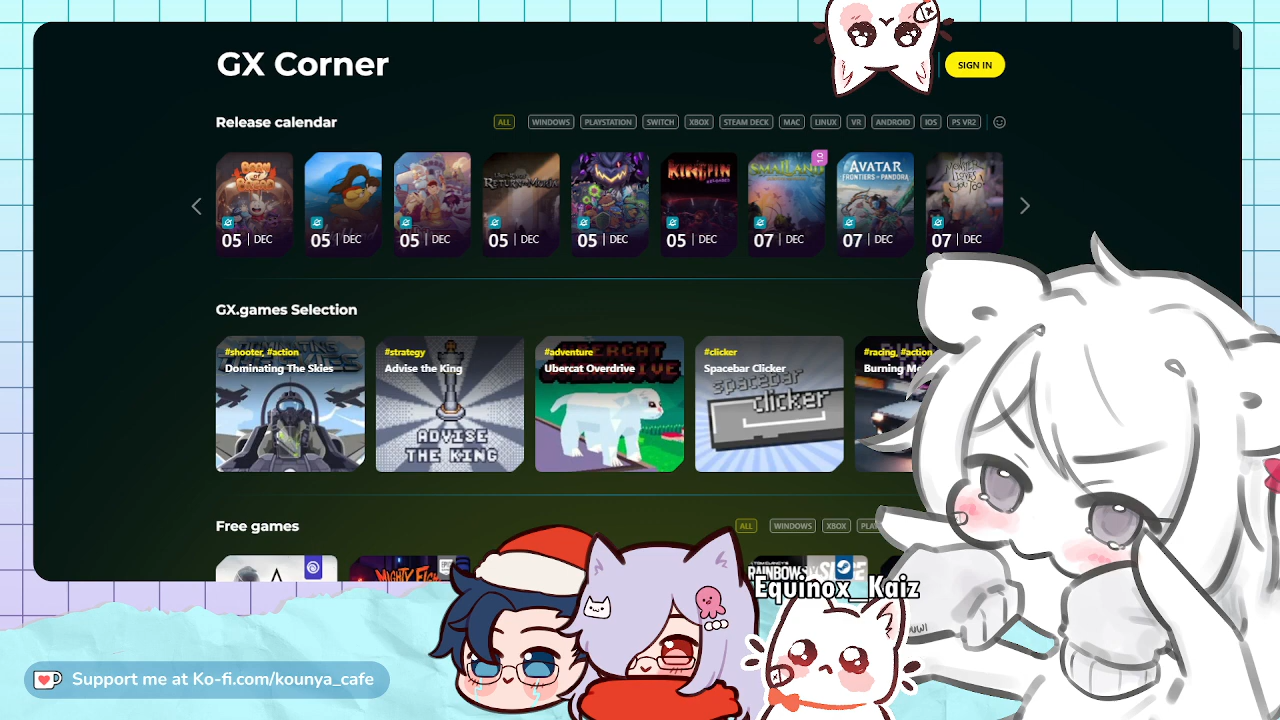 GX Corner
SIGN IN
Release calendar
ALL WINDOWS PLAYSTATION SWITCH XBOX STEAM DECK MAC LINUX VR ANDROID IOS PS VR2
KINGPIN
SMALLAND
1.0
AVATAR
FRONTIERS OF PANDORA
05 | DEC
05 | DEC
05 | DEC
05 | DEC
05 | DEC
05 | DEC
07 | DEC
07 | DEC
07 | DEC
GX.games Selection
#shooter, #action
Dominating The Skies
#strategy
Advise the King
ADVISE
THE KING
#adventure
Ubercat Overdrive
#clicker
Spacebar Clicker
spacebar
clicker
#racing, #action
Burning
Free games
ALL WINDOWS XBOX
Equinox_Kaiz
Support me at Ko-fi.com/kounya_cafe